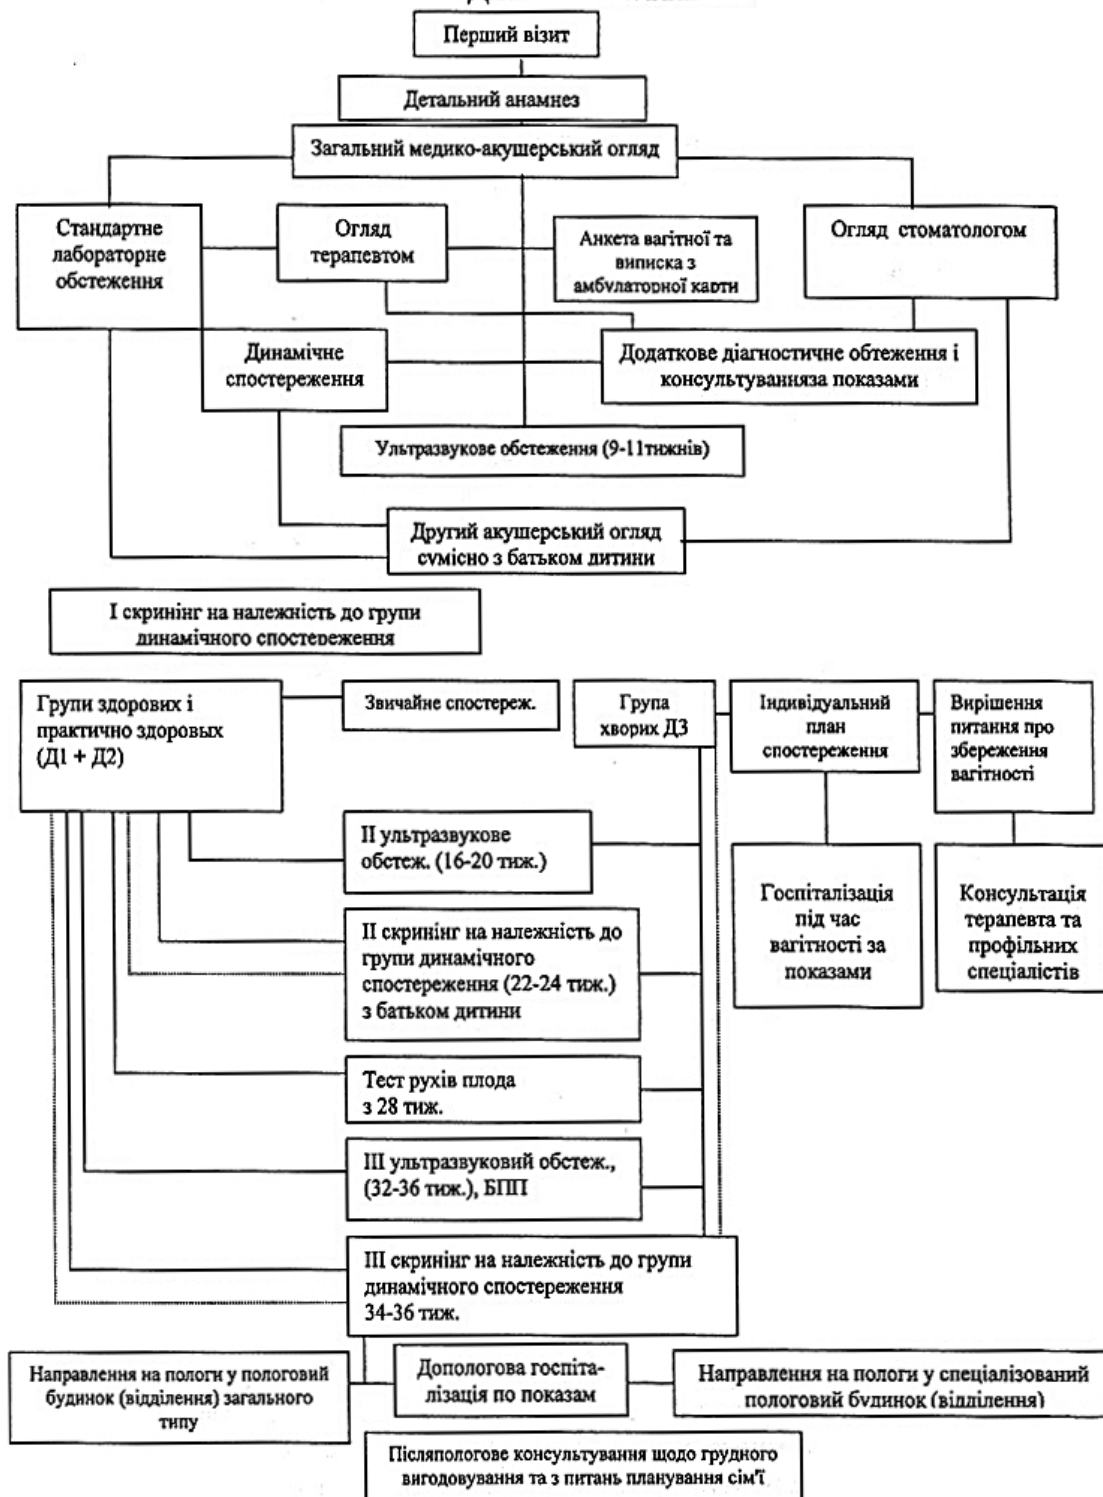 Перший візит
Детальний анамнез
Загальний медико-акушерський огляд
Стандартне
лабораторне
обстеження
Огляд
терапевтом
Анкета вагітної та
виписка з
амбулаторної карти
Огляд стоматологом
Динамічне
спостереження
Додаткове діагностичне обтеження і
консультуванняза показами
Ультразвукове обстеження (9-11тижнів)
Другий акушерський огляд
сумісно з батьком дитини
І скринінг на належність до групи
динамічного спостереження
Групи здорових і
практично здоровых
(Д1 + Д2)
Звичайне спостереж.
Група
хворих Д3
Індивідуальний
план
спостереження
Вирішення
питання про
збереження
вагітності
ІІ ультразвукове
обстеж. (16-20 тиж.)
Госпіталізація
під час
вагітності за
показами
Консультація
терапевта та
профільних
спеціалістів
ІІ скринінг на належність до
групи динамічного
спостереження (22-24 тиж.)
з батьком дитини
Тест рухів плода
з 28 тиж.
ІІІ ультразвуковий обстеж.,
(32-36 тиж.), БПП
ІІІ скринінг на належність до групи
динамічного спостереження
34-36 тиж.
Направлення на пологи у пологовий
будинок (відділення) загального
типу
Допологова госпіта-
лізація по показам
Направлення на пологи у спеціалізований
пологовий будинок (відділення)
Післяпологове консультування щодо грудного
вигодовування та з питань планування сім'ї